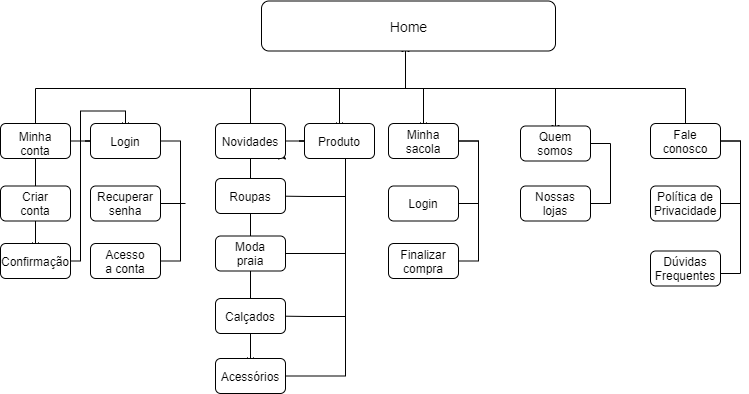 Home
Minha
conta
Login
Novidades
Produto
Minha
sacola
Quem
somos
Fale
conosco
Criar
conta
Recuperar
senha
Roupas
Login
Nossas
lojas
Política de
Privacidade
Confirmação
Acesso
a conta
Moda
praia
Finalizar
compra
Dúvidas
Frequentes
Calçados
Acessórios